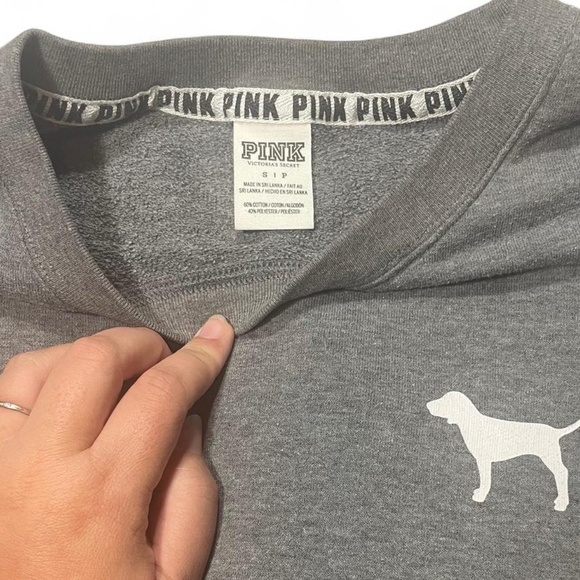 PINK PINK PINK PINK PINK PINK
PINK
VICTORIA'S SECRET
S | P
MADE IN SRI LANKA / FAIT AU
SRI LANKA / HECHO EN SRI LANKA
60% COTTON / COTON / ALGODÓN
40% POLYESTER / POLIÉSTER